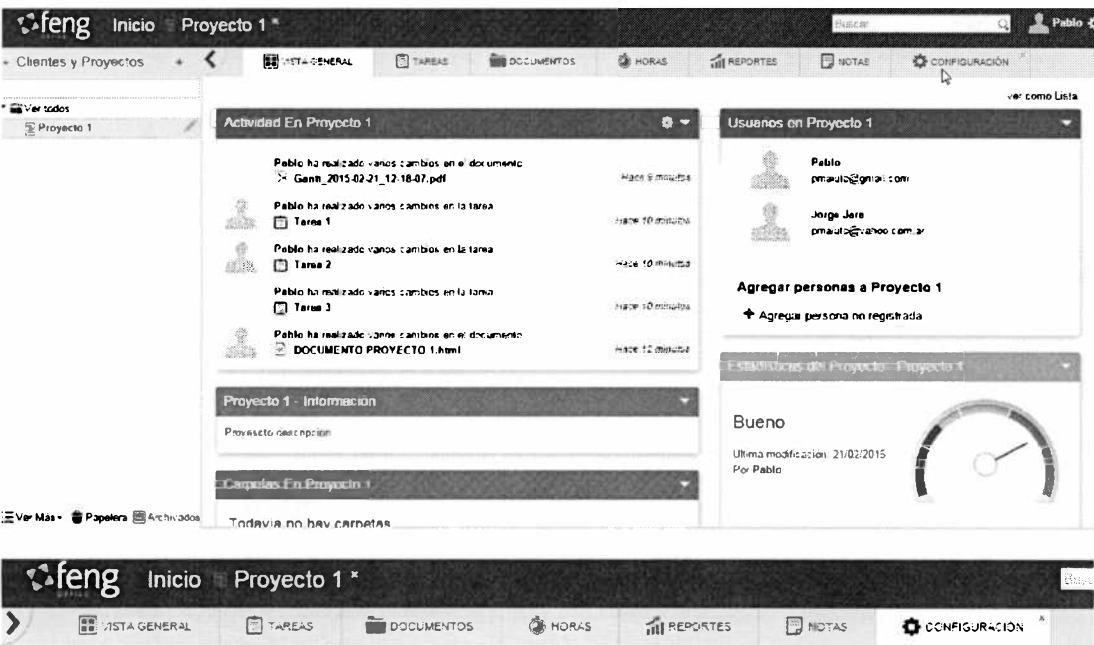 feng Inicio Proyecto 1 Buscar Pablo
Clientes y Proyectos + VISTA GENERAL TAREAS DOCUMENTOS HORAS REPORTES NOTAS CONFIGURACIÓN
ver como Lista
Ver todos
Proyecto 1
Actividad En Proyecto 1
Pablo ha realizado varios cambios en el documento
Gantt_2015-02-21_12-18-07.pdf Hace 9 minutos
Pablo ha realizado varios cambios en la tarea
Tarea 1 Hace 10 minutos
Pablo ha realizado varios cambios en la tarea
Tarea 2 Hace 10 minutos
Pablo ha realizado varios cambios en la tarea
Tarea 3 Hace 10 minutos
Pablo ha realizado varios cambios en el documento
DOCUMENTO PROYECTO 1.html Hace 12 minutos
Proyecto 1 - Información
Proyescto descripción
Carpetas En Proyecto 1
Todavía no hay carpetas
Usuarios en Proyecto 1
Pablo
Jorge Jara
Agregar personas a Proyecto 1
+ Agregar persona no registrada
Estadísticas del Proyecto - Proyecto 1
Bueno
Ultima modificación: 21/02/2015
Por Pablo
Ver Más Papelera Archivados
feng Inicio Proyecto 1
VISTA GENERAL TAREAS DOCUMENTOS HORAS REPORTES NOTAS CONFIGURACIÓN